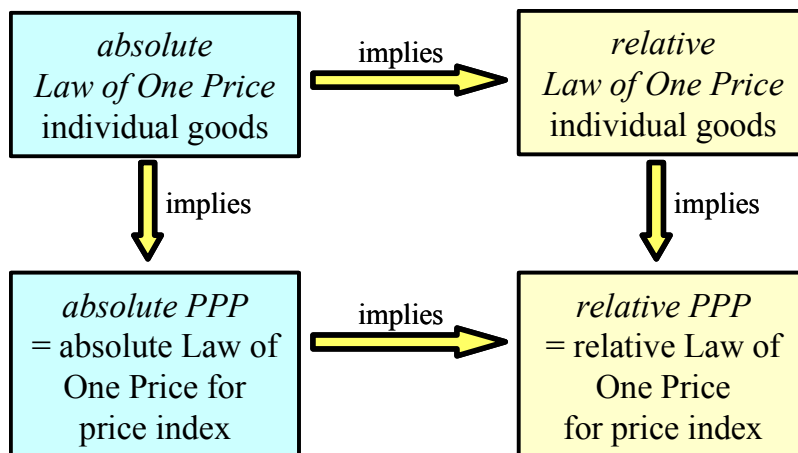 absolute
Law of One Price
individual goods
implies
relative
Law of One Price
individual goods
implies
implies
absolute PPP
= absolute Law of
One Price for
price index
implies
relative PPP
= relative Law of
One Price
for price index